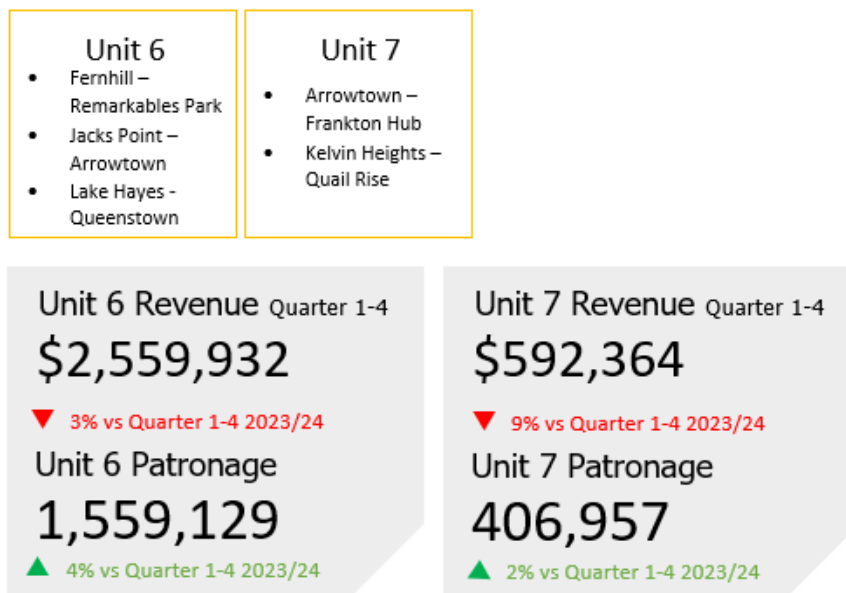 Unit 6
• Fernhill –
Remarkables Park
• Jacks Point –
Arrowtown
• Lake Hayes -
Queenstown
Unit 7
• Arrowtown –
Frankton Hub
• Kelvin Heights –
Quail Rise
Unit 6 Revenue Quarter 1-4
$2,559,932
▼ 3% vs Quarter 1-4 2023/24
Unit 6 Patronage
1,559,129
▲ 4% vs Quarter 1-4 2023/24
Unit 7 Revenue Quarter 1-4
$592,364
▼ 9% vs Quarter 1-4 2023/24
Unit 7 Patronage
406,957
▲ 2% vs Quarter 1-4 2023/24